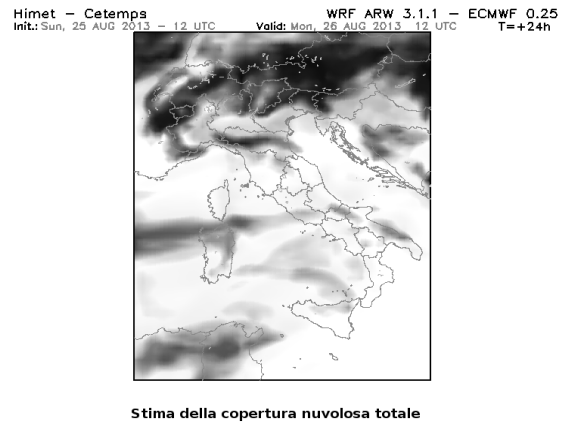 Himet – Cetemps WRF ARW 3.1.1 – ECMWF 0.25
Init.: Sun, 25 AUG 2013 – 12 UTC Valid: Mon, 26 AUG 2013 12 UTC T=+24h
Stima della copertura nuvolosa totale